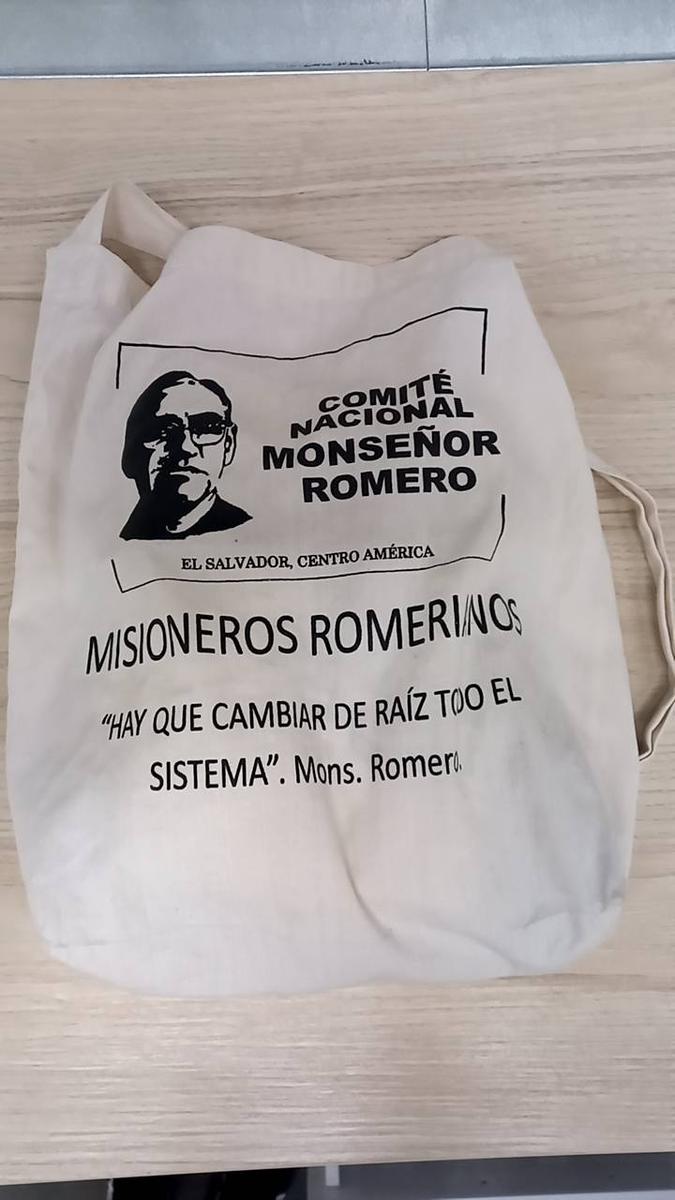 COMITÉ
NACIONAL
MONSEÑOR
ROMERO
EL SALVADOR, CENTRO AMÉRICA
MISIONEROS ROMERIANOS
“HAY QUE CAMBIAR DE RAÍZ TODO EL
SISTEMA”. Mons. Romero.